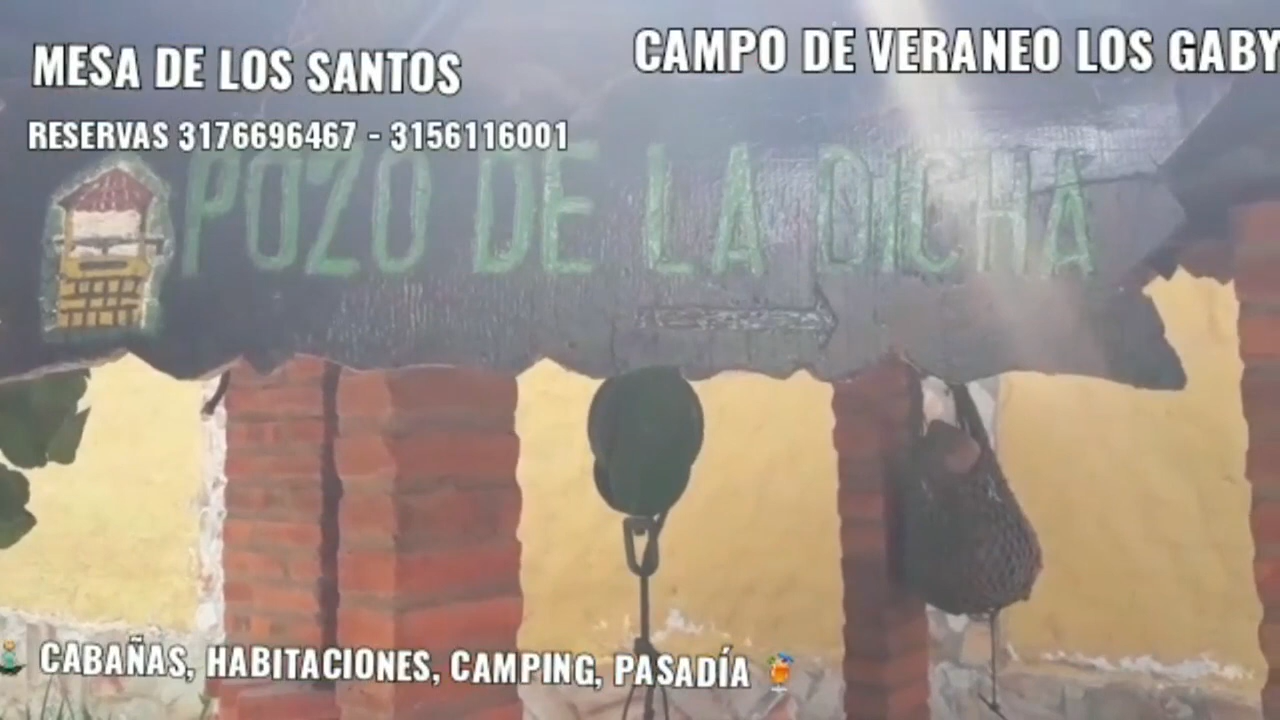 MESA DE LOS SANTOS
CAMPO DE VERANEO LOS GABY
RESERVAS 3176696467 - 3156116001
POZO DE LA DICHA
CABAÑAS, HABITACIONES, CAMPING, PASADÍA